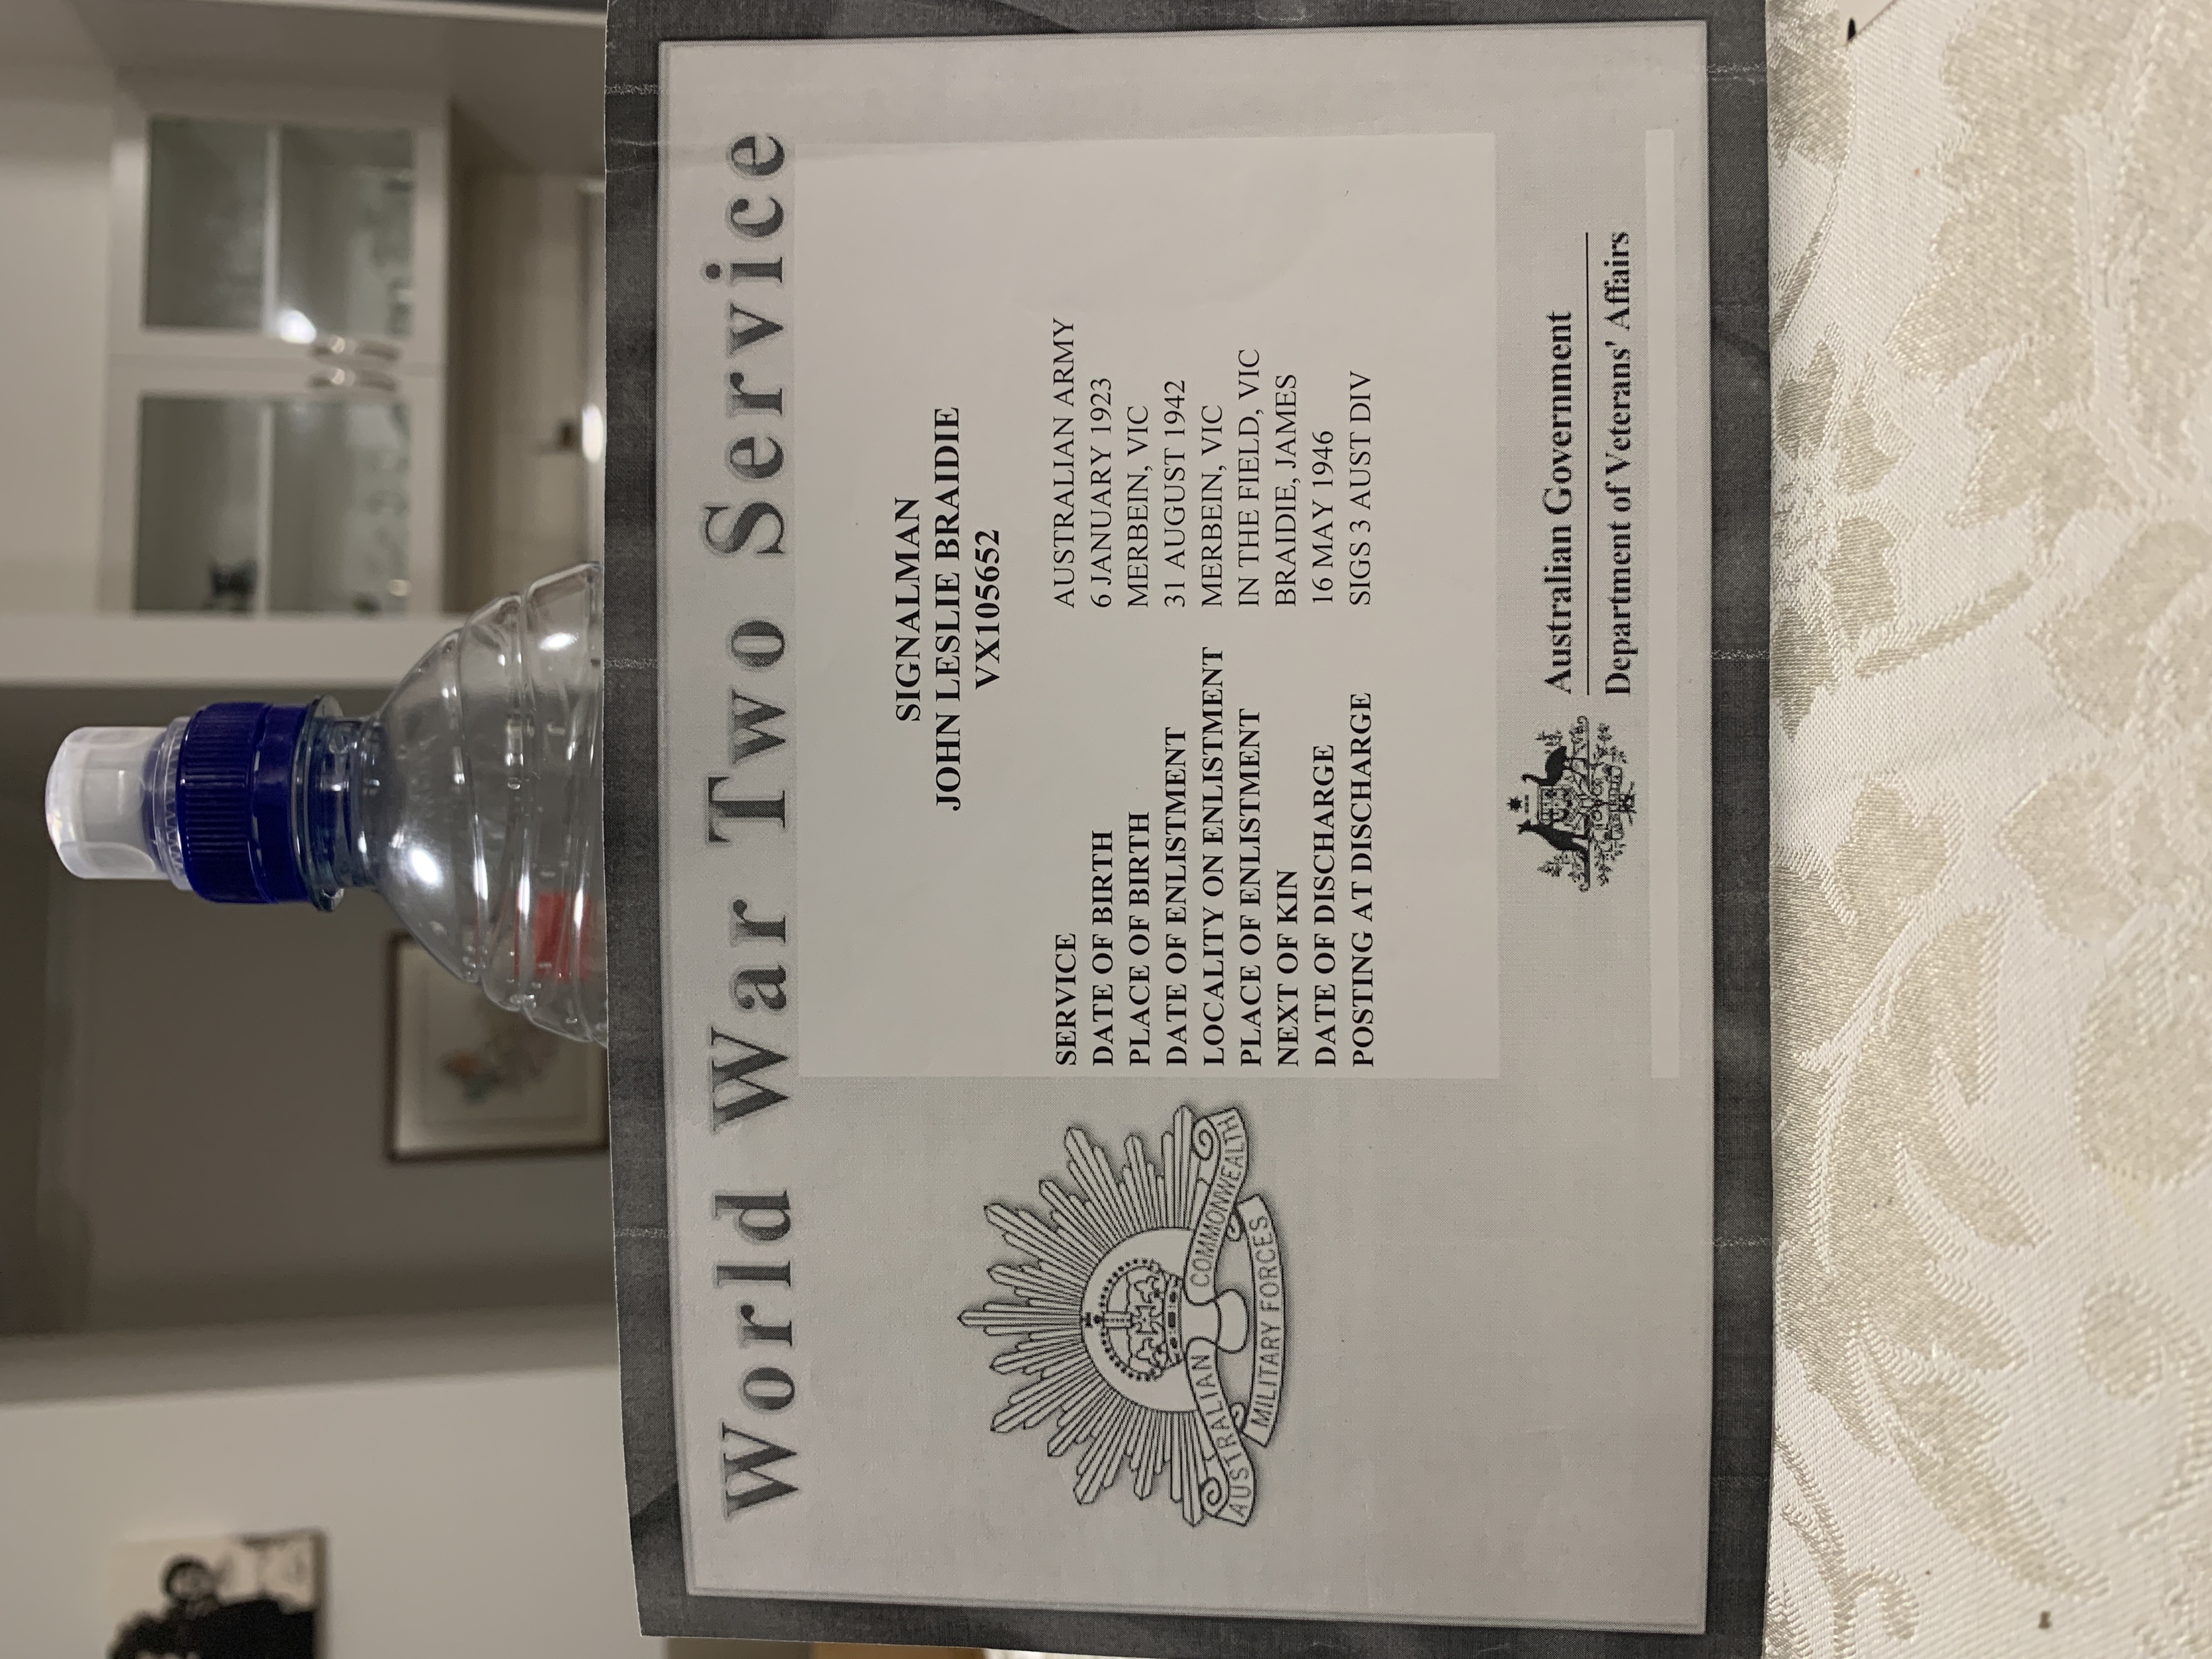 World War Two Service
SIGNALMAN
JOHN LESLIE BRAIDIE
VX105652
SERVICE AUSTRALIAN ARMY
DATE OF BIRTH 6 JANUARY 1923
PLACE OF BIRTH MERBEIN, VIC
DATE OF ENLISTMENT 31 AUGUST 1942
LOCALITY ON ENLISTMENT MERBEIN, VIC
PLACE OF ENLISTMENT IN THE FIELD, VIC
NEXT OF KIN BRAIDIE, JAMES
DATE OF DISCHARGE 16 MAY 1946
POSTING AT DISCHARGE SIGS 3 AUST DIV
AUSTRALIAN COMMONWEALTH
MILITARY FORCES
Australian Government
Department of Veterans' Affairs